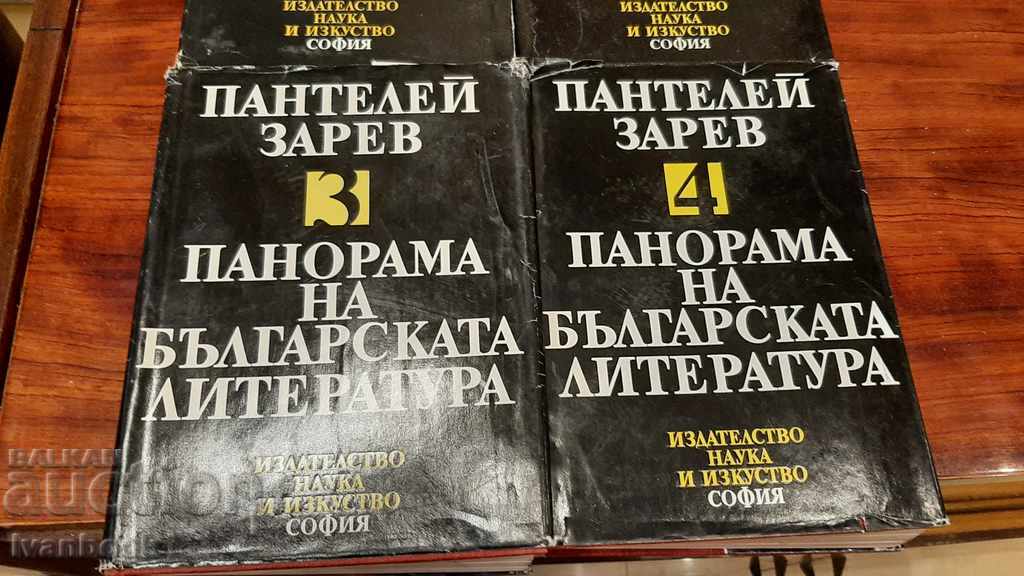 ИЗДАТЕЛСТВО
НАУКА
И ИЗКУСТВО
СОФИЯ
ИЗДАТЕЛСТВО
НАУКА
И ИЗКУСТВО
СОФИЯ
ПАНТЕЛЕЙ
ЗАРЕВ
3
ПАНОРАМА
НА
БЪЛГАРСКАТА
ЛИТЕРАТУРА
ИЗДАТЕЛСТВО
НАУКА
И ИЗКУСТВО
СОФИЯ
ПАНТЕЛЕЙ
ЗАРЕВ
4
ПАНОРАМА
НА
БЪЛГАРСКАТА
ЛИТЕРАТУРА
ИЗДАТЕЛСТВО
НАУКА
И ИЗКУСТВО
СОФИЯ
BALKAN
auction